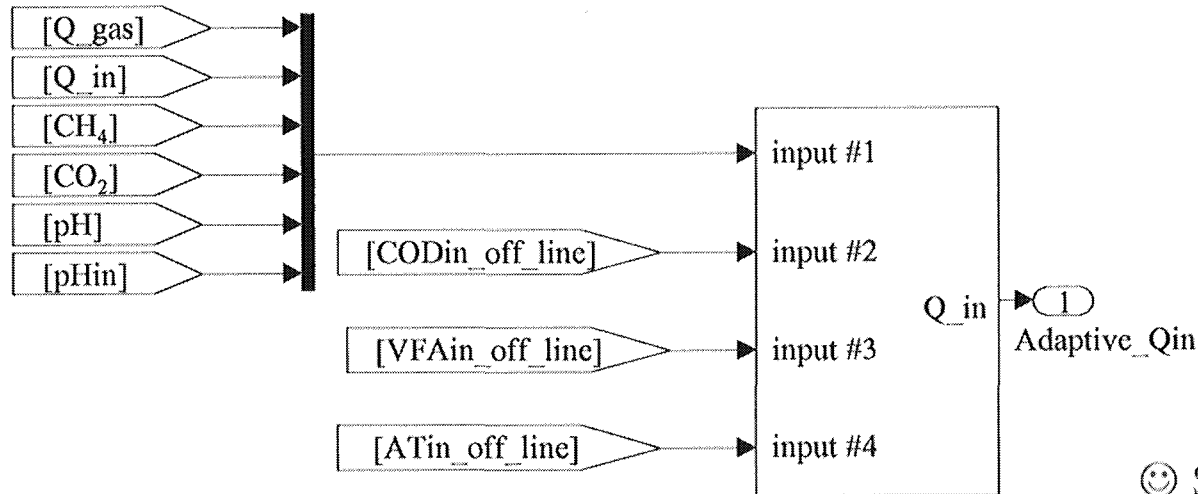 [Q_gas]
[Q_in]
[CH₄]
[CO₂]
[pH]
[pHin]
input #1
[CODin_off_line]
input #2
[VFAin_off_line]
input #3
[ATin_off_line]
input #4
Q_in
1
Adaptive_Qin